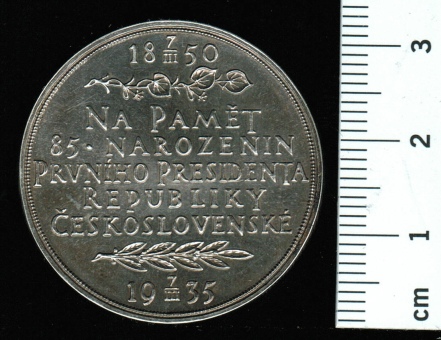 18 7/III 50
NA PAMĚT
85. NAROZENIN
PRVNÍHO PRESIDENTA
REPUBLIKY
ČESKOSLOVENSKÉ
19 7/III 35
3
2
1
cm